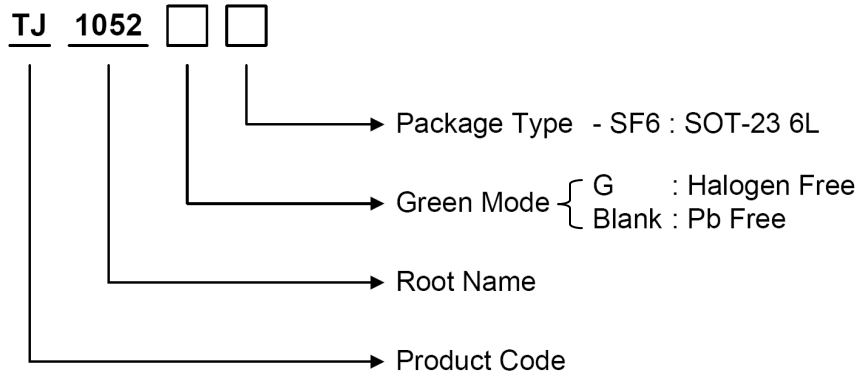 TJ 1052
Package Type - SF6 : SOT-23 6L
Green Mode G : Halogen Free
Blank : Pb Free
Root Name
Product Code